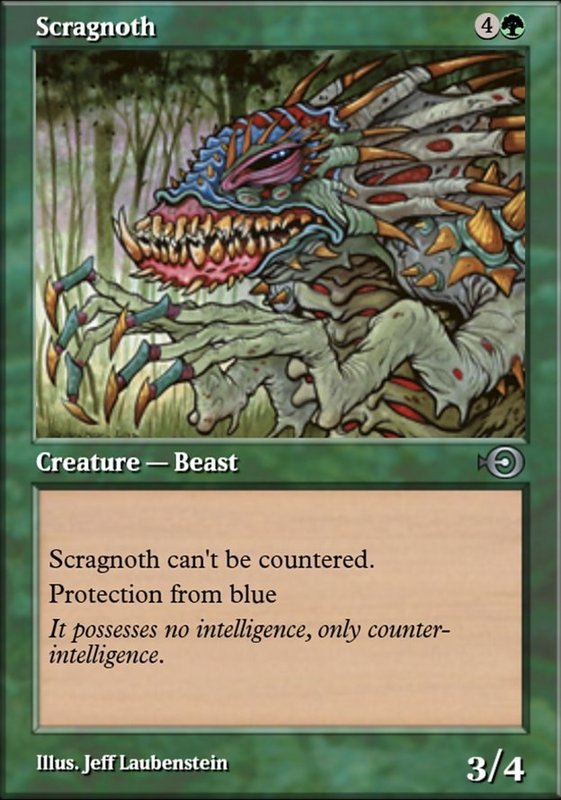 Scragnoth
4
Creature — Beast
Scragnoth can't be countered.
Protection from blue
It possesses no intelligence, only counter-
intelligence.
Illus. Jeff Laubenstein
3/4